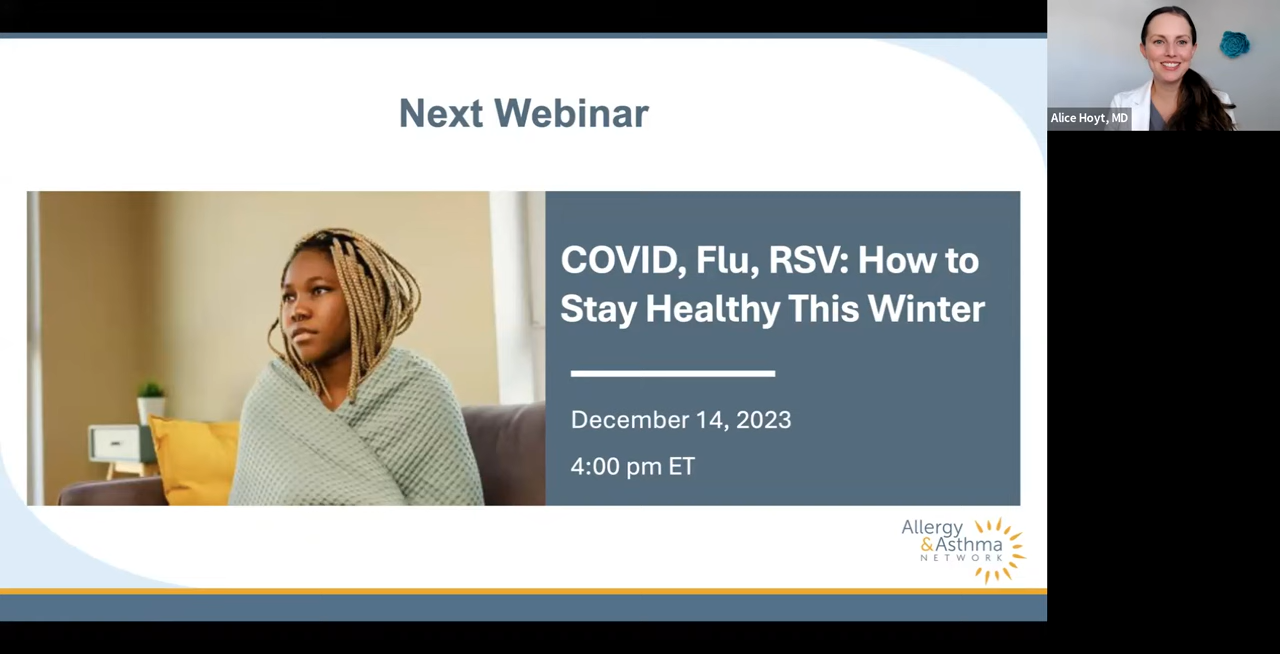 Next Webinar
COVID, Flu, RSV: How to
Stay Healthy This Winter
December 14, 2023
4:00 pm ET
Allergy
&Asthma
NETWORK
Alice Hoyt, MD